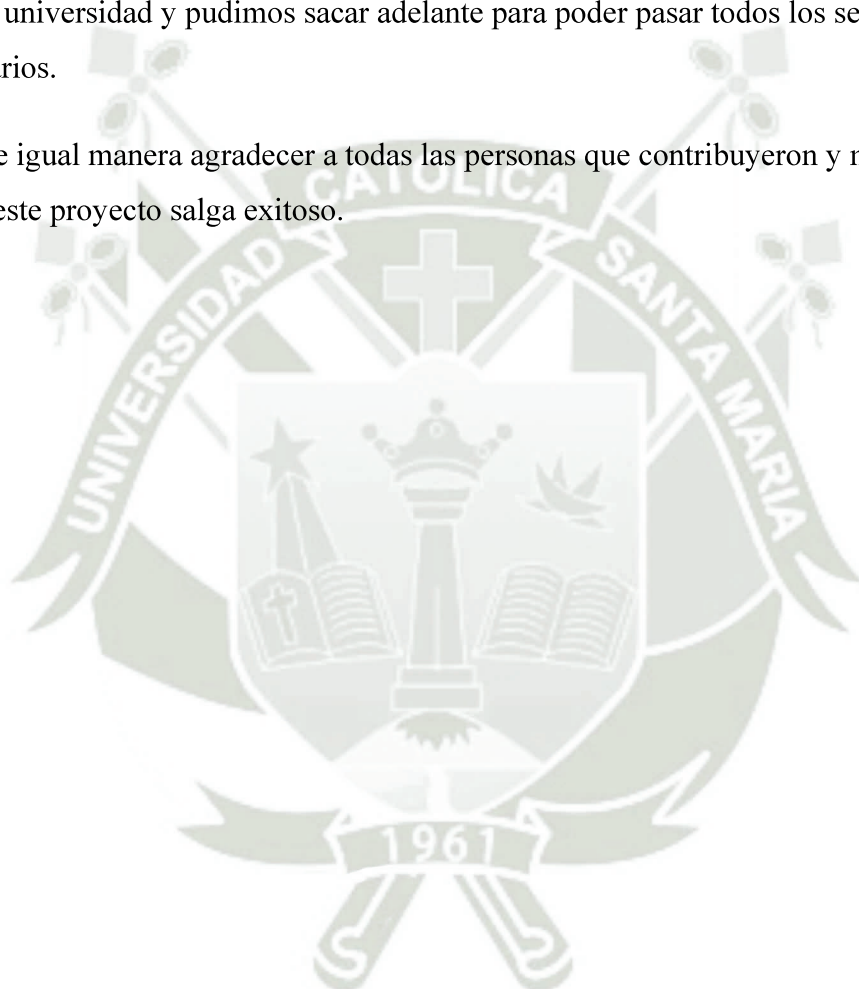 universidad y pudimos sacar adelante para poder pasar todos los se
rios.
e igual manera agradecer a todas las personas que contribuyeron y
este proyecto salga exitoso.
UNIVERSIDAD CATOLICA SANTA MARIA
1961